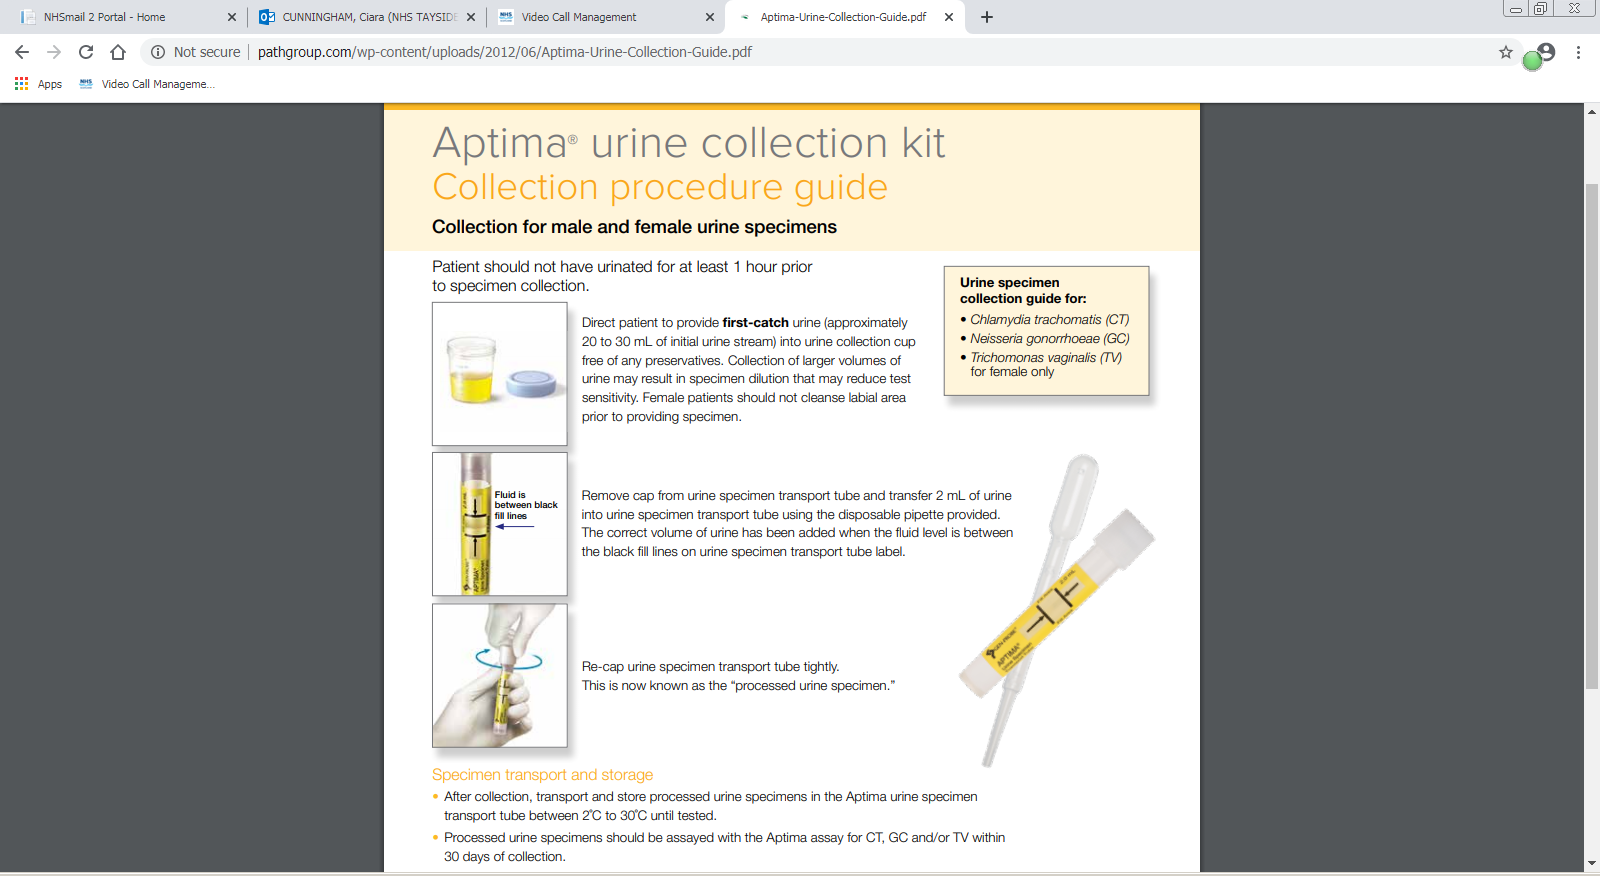 NHSmail 2 Portal - Home
CUNNINGHAM, Ciara (NHS TAYSIDE
Video Call Management
Aptima-Urine-Collection-Guide.pdf
Not secure
pathgroup.com/wp-content/uploads/2012/06/Aptima-Urine-Collection-Guide.pdf
Apps
NHS
Video Call Manageme...
Aptima® urine collection kit
Collection procedure guide
Collection for male and female urine specimens
Patient should not have urinated for at least 1 hour prior
to specimen collection.
Urine specimen
collection guide for:
• Chlamydia trachomatis (CT)
• Neisseria gonorrhoeae (GC)
• Trichomonas vaginalis (TV)
for female only
Direct patient to provide first-catch urine (approximately
20 to 30 mL of initial urine stream) into urine collection cup
free of any preservatives. Collection of larger volumes of
urine may result in specimen dilution that may reduce test
sensitivity. Female patients should not cleanse labial area
prior to providing specimen.
Fluid is
between black
fill lines
APTIMA
Remove cap from urine specimen transport tube and transfer 2 mL of urine
into urine specimen transport tube using the disposable pipette provided.
The correct volume of urine has been added when the fluid level is between
the black fill lines on urine specimen transport tube label.
GEN-PROBE
APTIMA
Urine Specimen
Re-cap urine specimen transport tube tightly.
This is now known as the “processed urine specimen.”
Specimen transport and storage
• After collection, transport and store processed urine specimens in the Aptima urine specimen
transport tube between 2˚C to 30˚C until tested.
• Processed urine specimens should be assayed with the Aptima assay for CT, GC and/or TV within
30 days of collection.